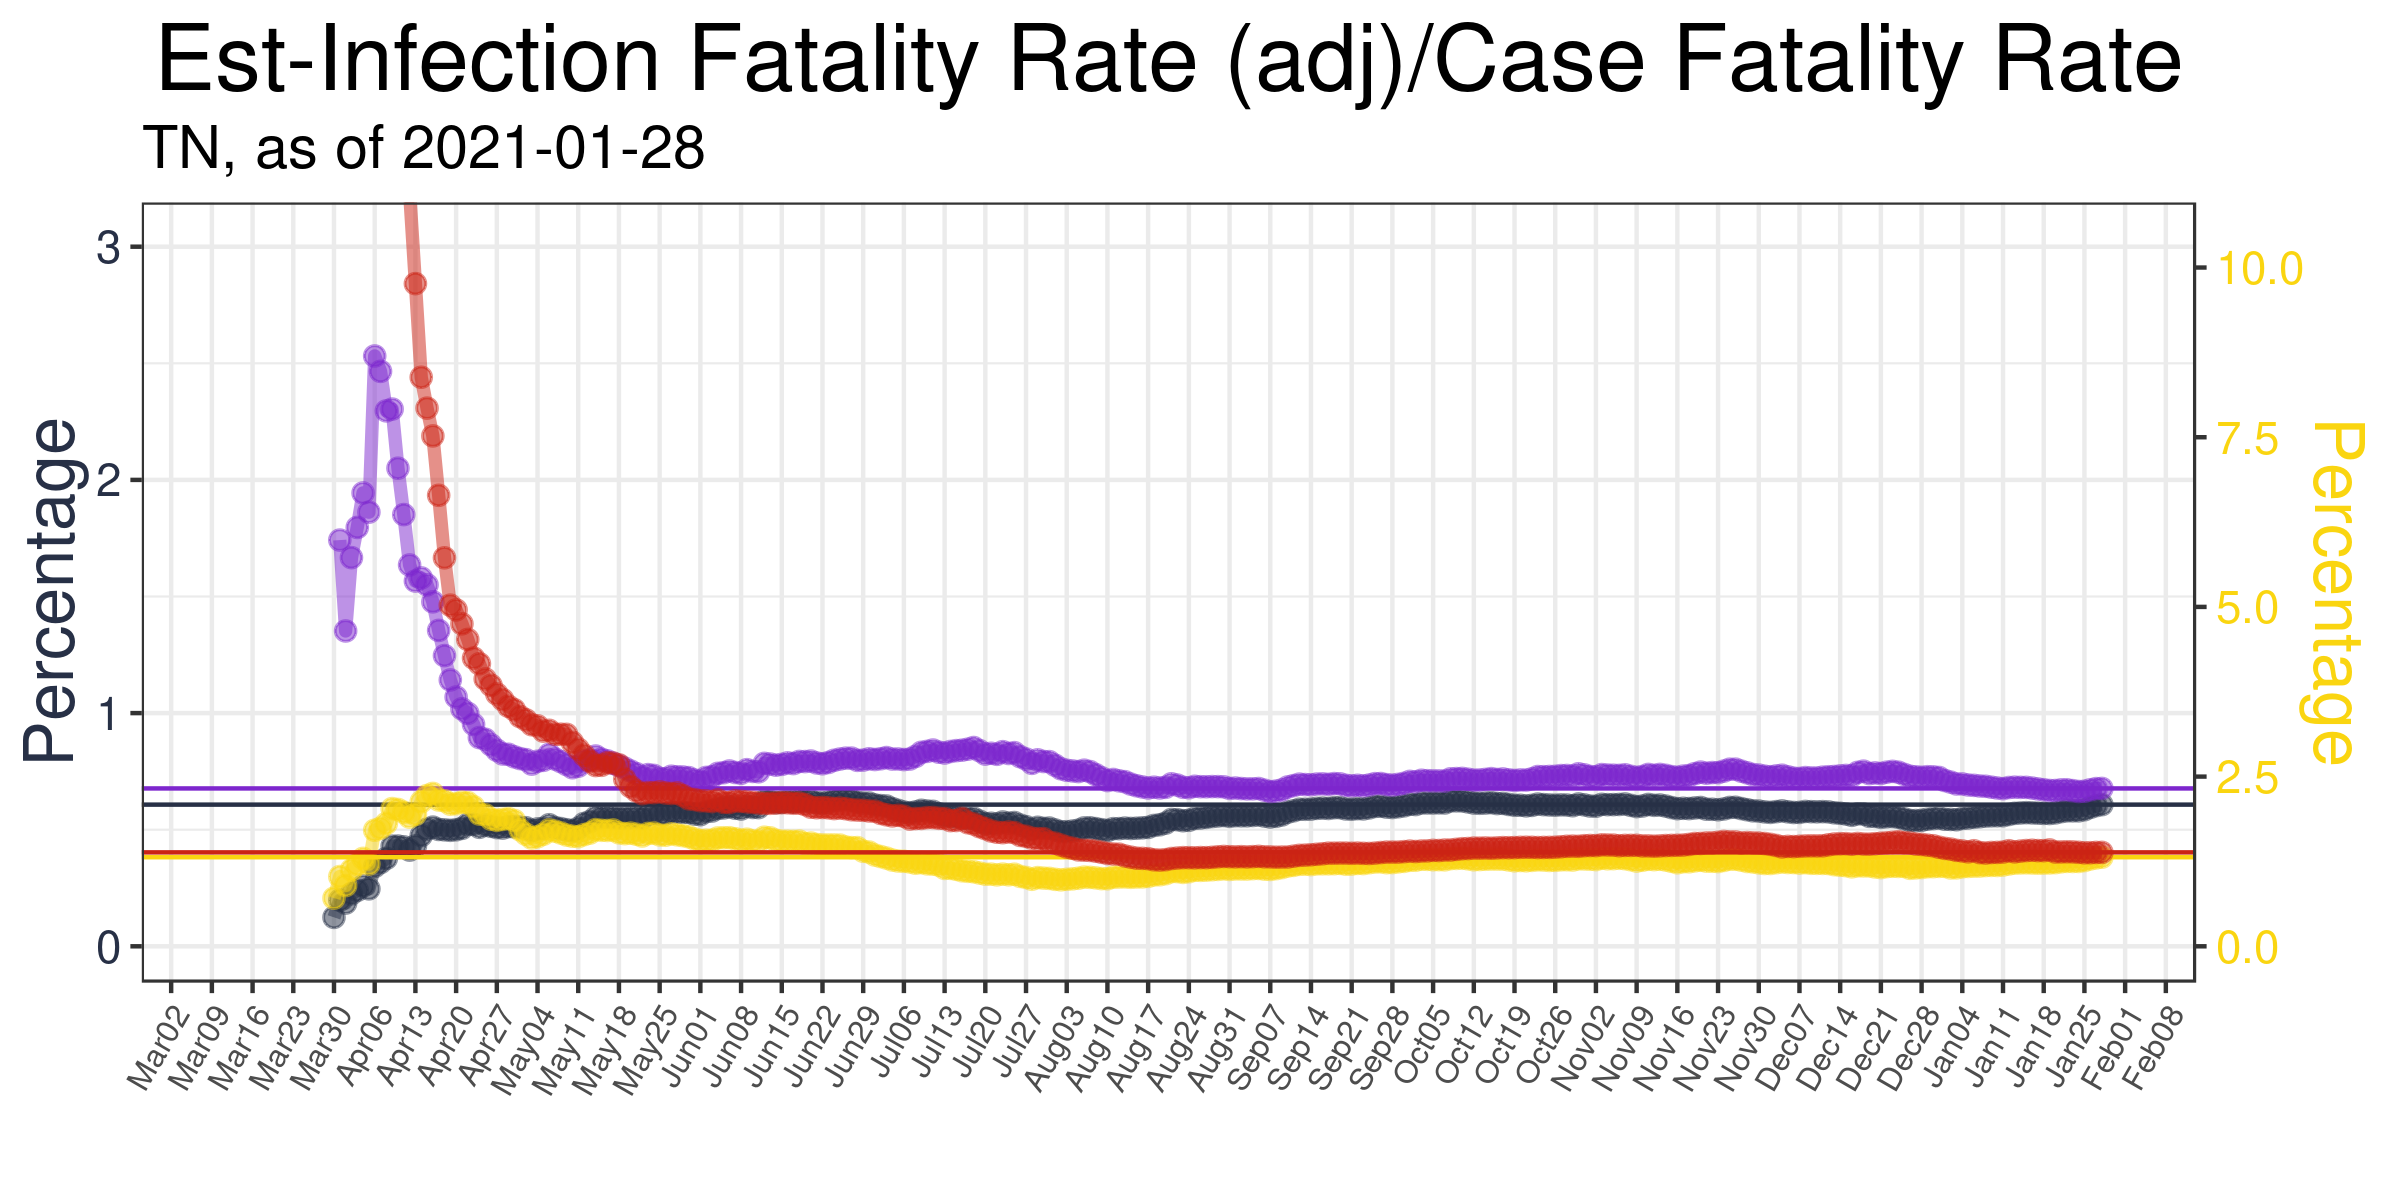 Est-Infection Fatality Rate (adj)/Case Fatality Rate
TN, as of 2021-01-28
Percentage
3
2
1
0
10.0
7.5
5.0
2.5
0.0
Percentage
Mar02 Mar09 Mar16 Mar23 Mar30 Apr06 Apr13 Apr20 Apr27 May04 May11 May18 May25 Jun01 Jun08 Jun15 Jun22 Jun29 Jul06 Jul13 Jul20 Jul27 Aug03 Aug10 Aug17 Aug24 Aug31 Sep07 Sep14 Sep21 Sep28 Oct05 Oct12 Oct19 Oct26 Nov02 Nov09 Nov16 Nov23 Nov30 Dec07 Dec14 Dec21 Dec28 Jan04 Jan11 Jan18 Jan25 Feb01 Feb08